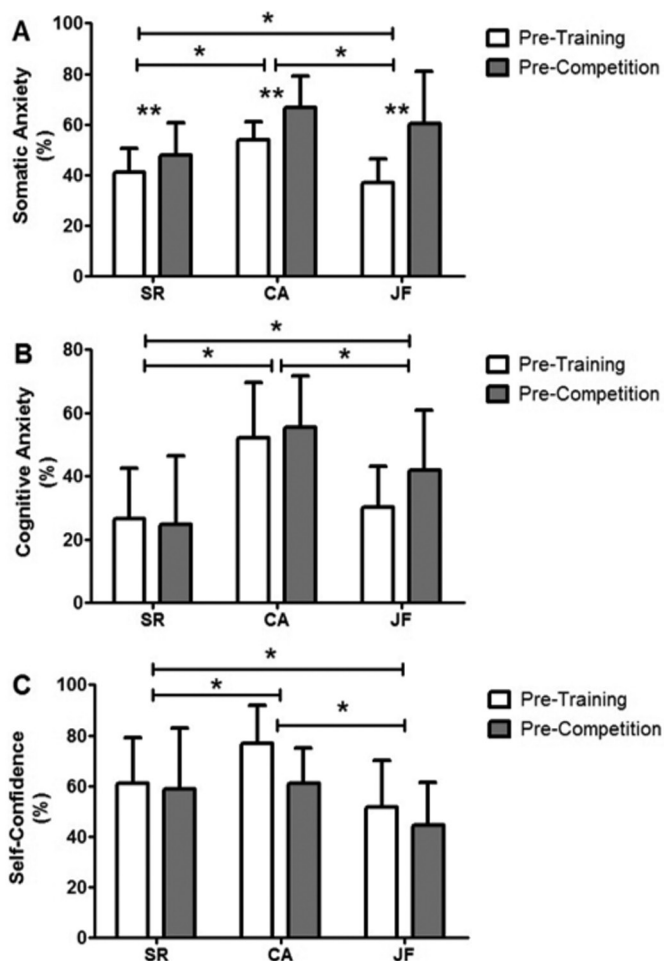 A
Somatic Anxiety
(%)
100
80
60
40
20
0
*
*
*
**
**
**
SR
CA
JF
Pre-Training
Pre-Competition
B
Cognitive Anxiety
(%)
80
60
40
20
0
*
*
*
SR
CA
JF
Pre-Training
Pre-Competition
C
Self-Confidence
(%)
100
80
60
40
20
0
*
*
*
SR
CA
JF
Pre-Training
Pre-Competition